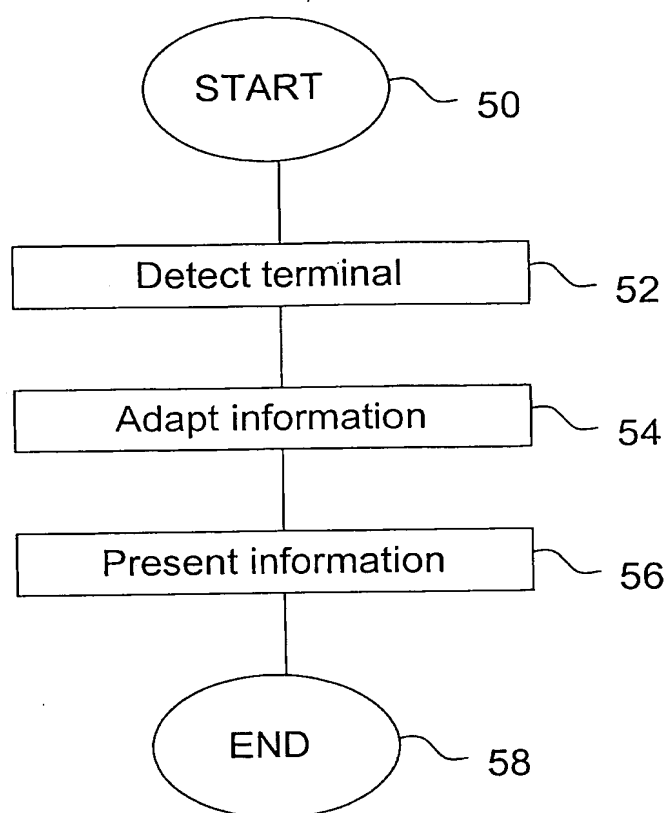 START
50
Detect terminal
52
Adapt information
54
Present information
56
END
58